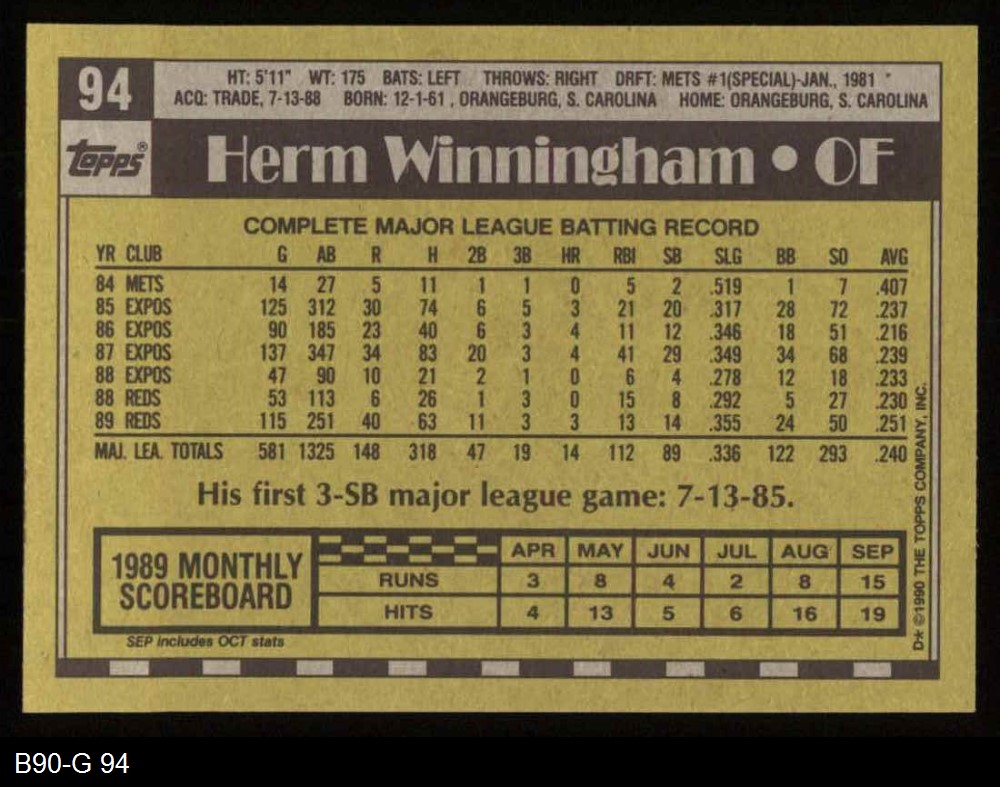 94
HT: 5'11" WT: 175 BATS: LEFT THROWS: RIGHT DRFT: METS #1(SPECIAL)-JAN., 1981
ACQ: TRADE, 7-13-88 BORN: 12-1-61 , ORANGEBURG, S. CAROLINA HOME: ORANGEBURG, S. CAROLINA
Topps®
Herm Winningham • OF
COMPLETE MAJOR LEAGUE BATTING RECORD
YR CLUB G AB R H 2B 3B HR RBI SB SLG BB SO AVG
84 METS 14 27 5 11 1 1 0 5 2 .519 1 7 .407
85 EXPOS 125 312 30 74 6 5 3 21 20 .317 28 72 .237
86 EXPOS 90 185 23 40 6 3 4 11 12 .346 18 51 .216
87 EXPOS 137 347 34 83 20 3 4 41 29 .349 34 68 .239
88 EXPOS 47 90 10 21 2 1 0 6 4 .278 12 18 .233
88 REDS 53 113 6 26 1 3 0 15 8 .292 5 27 .230
89 REDS 115 251 40 63 11 3 3 13 14 .355 24 50 .251
MAJ. LEA. TOTALS 581 1325 148 318 47 19 14 112 89 .336 122 293 .240
His first 3-SB major league game: 7-13-85.
1989 MONTHLY
SCOREBOARD
APR MAY JUN JUL AUG SEP
RUNS 3 8 4 2 8 15
HITS 4 13 5 6 16 19
SEP includes OCT stats
D* ©1990 THE TOPPS COMPANY, INC.
B90-G 94